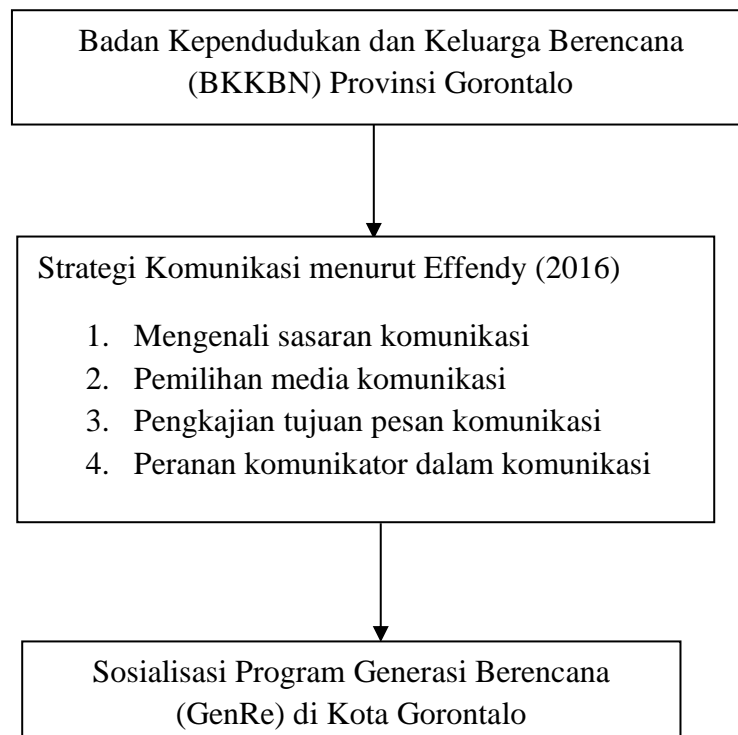 Badan Kependudukan dan Keluarga Berencana
(BKKBN) Provinsi Gorontalo
Strategi Komunikasi menurut Effendy (2016)
1. Mengenali sasaran komunikasi
2. Pemilihan media komunikasi
3. Pengkajian tujuan pesan komunikasi
4. Peranan komunikator dalam komunikasi
Sosialisasi Program Generasi Berencana
(GenRe) di Kota Gorontalo